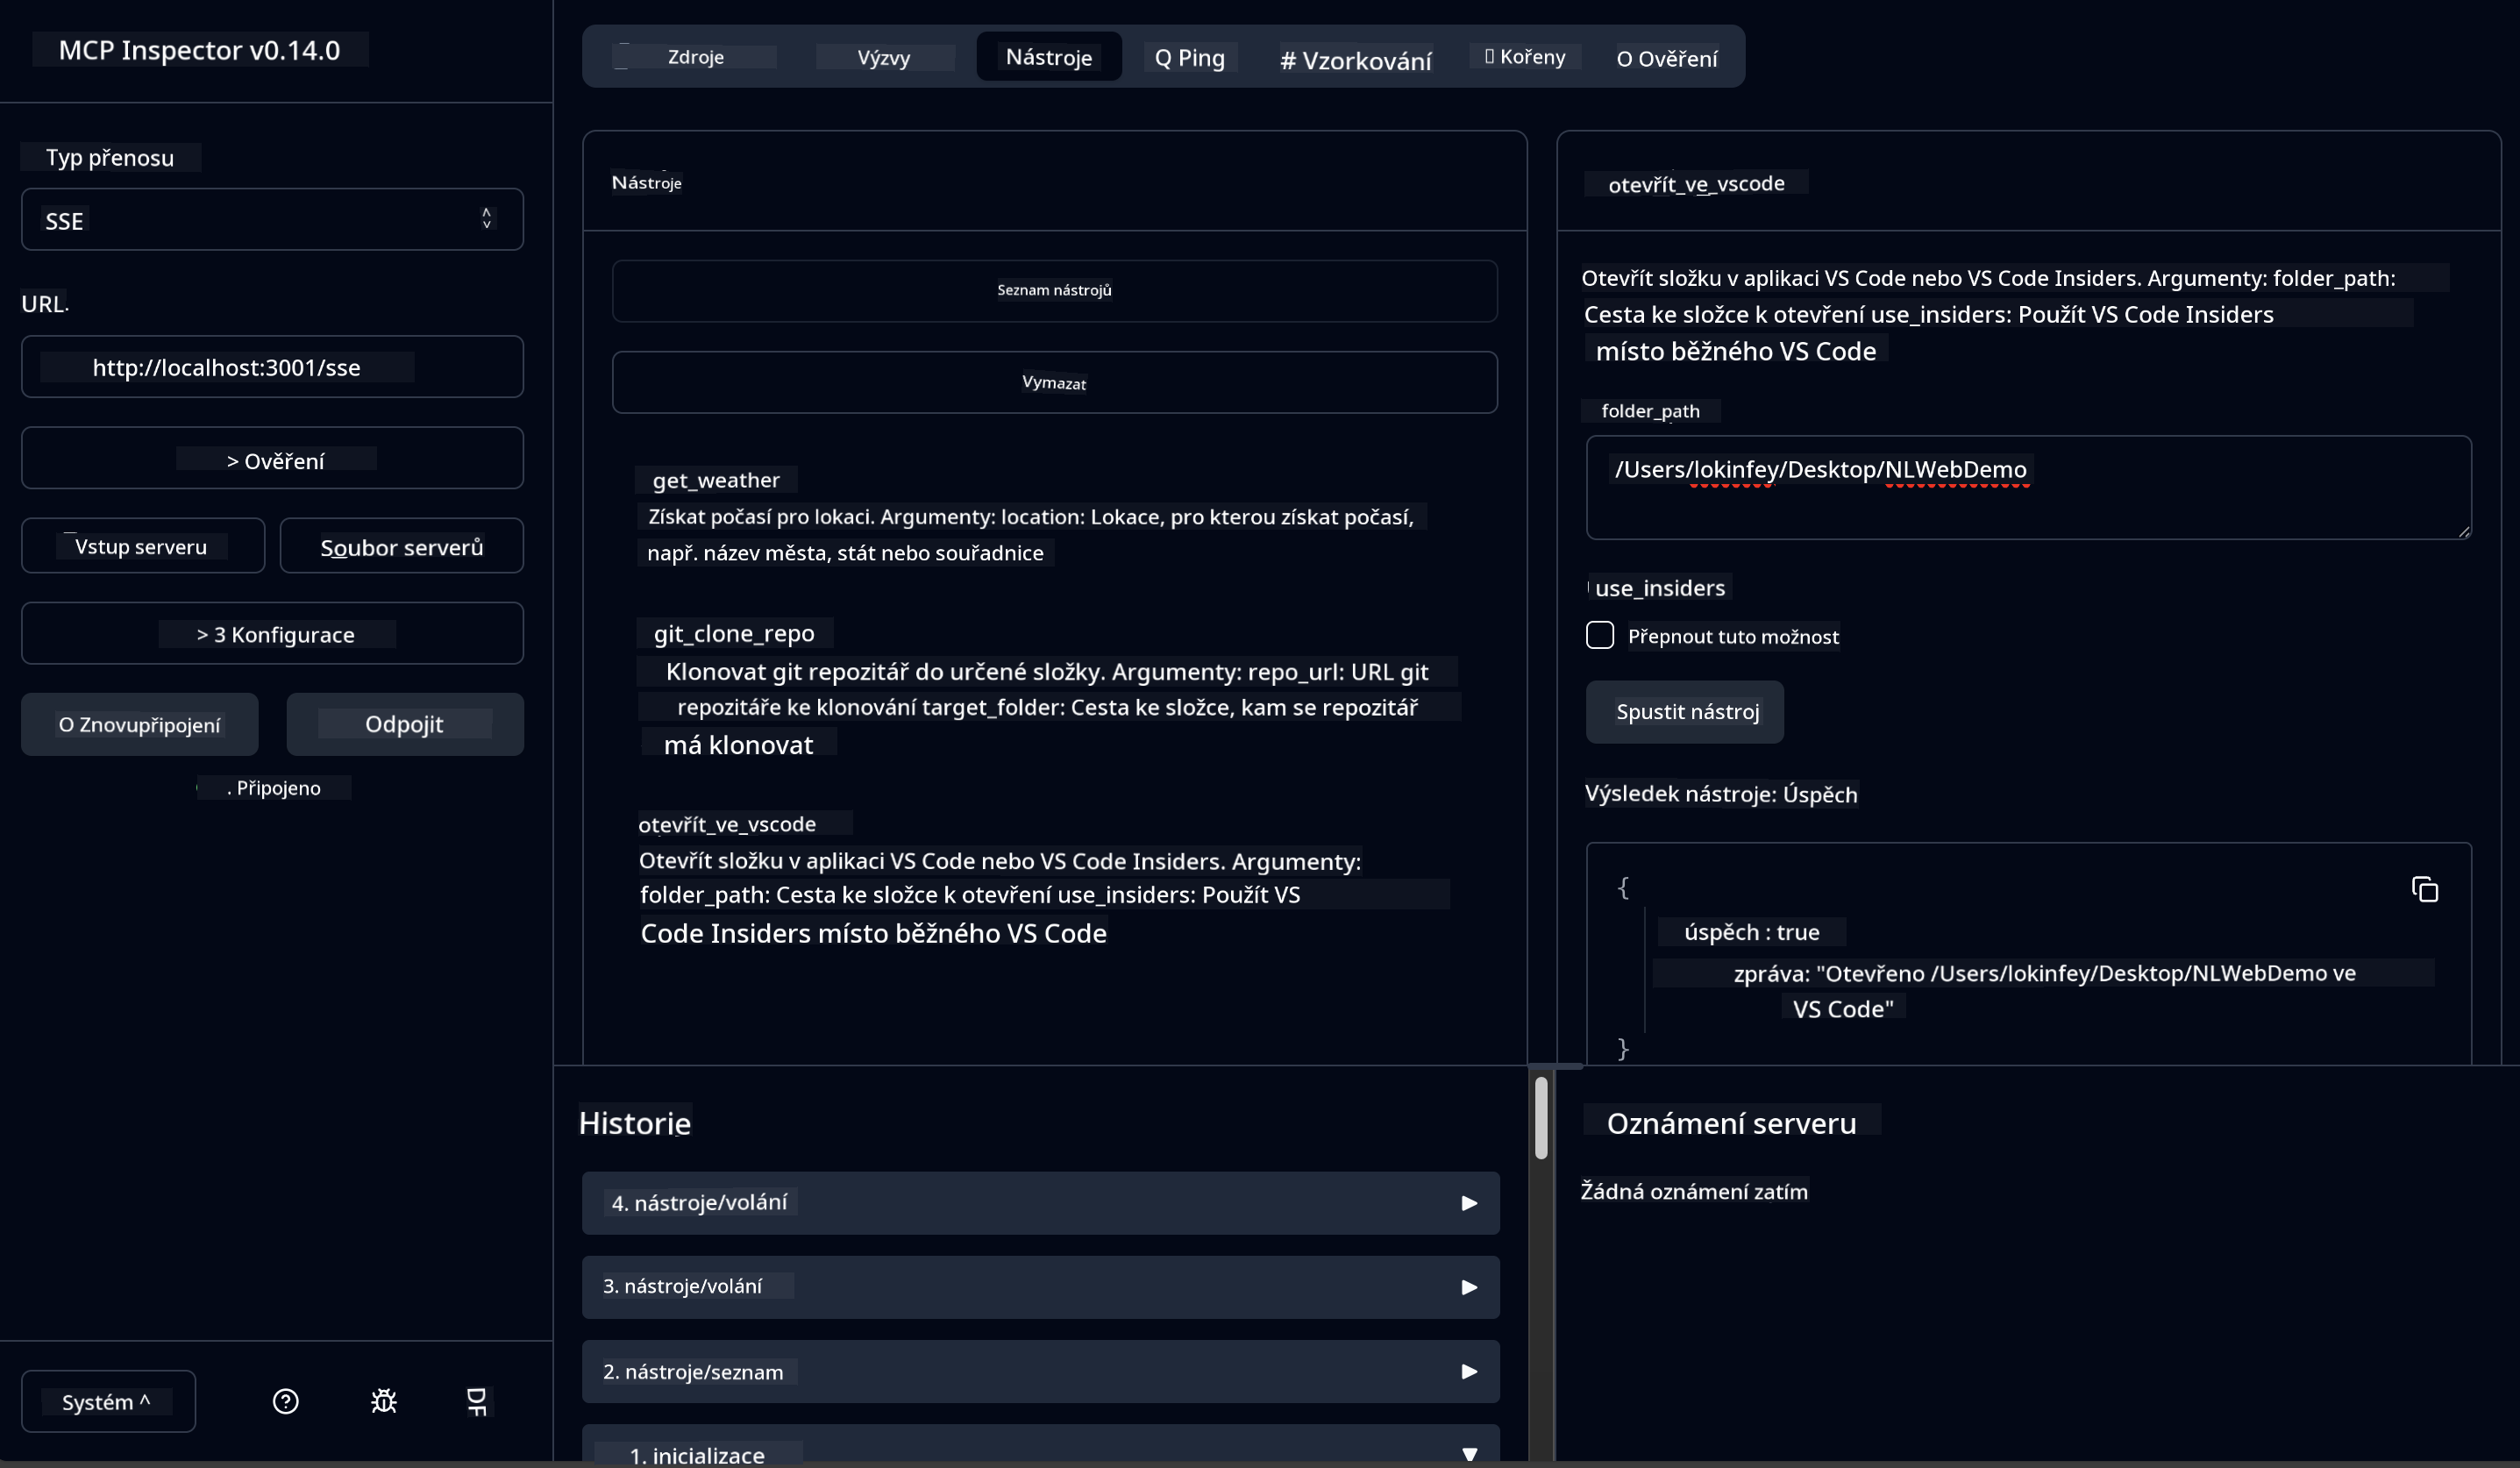 MCP Inspector v0.14.0
Typ přenosu
SSE
URL.
http://localhost:3001/sse
> Ověření
Vstup serveru
Soubor serverů
> 3 Konfigurace
O Znovupřipojení
Odpojit
. Připojeno
Systém ^
Zdroje
Výzvy
Nástroje
Q Ping
# Vzorkování
Kořeny
O Ověření
Nástroje
Seznam nástrojů
Vymazat
get_weather
Získat počasí pro lokaci. Argumenty: location: Lokace, pro kterou získat počasí,
např. název města, stát nebo souřadnice
git_clone_repo
Klonovat git repozitář do určené složky. Argumenty: repo_url: URL git
repozitáře ke klonování target_folder: Cesta ke složce, kam se repozitář
má klonovat
otevřít_ve_vscode
Otevřít složku v aplikaci VS Code nebo VS Code Insiders. Argumenty:
folder_path: Cesta ke složce k otevření use_insiders: Použít VS
Code Insiders místo běžného VS Code
otevřít_ve_vscode
Otevřít složku v aplikaci VS Code nebo VS Code Insiders. Argumenty: folder_path:
Cesta ke složce k otevření use_insiders: Použít VS Code Insiders
místo běžného VS Code
folder_path
/Users/lokinfey/Desktop/NLWebDemo
use_insiders
Přepnout tuto možnost
Spustit nástroj
Výsledek nástroje: Úspěch
{
úspěch : true
zpráva: "Otevřeno /Users/lokinfey/Desktop/NLWebDemo ve
VS Code"
}
Historie
4. nástroje/volání
3. nástroje/volání
2. nástroje/seznam
1. inicializace
Oznámení serveru
Žádná oznámení zatím